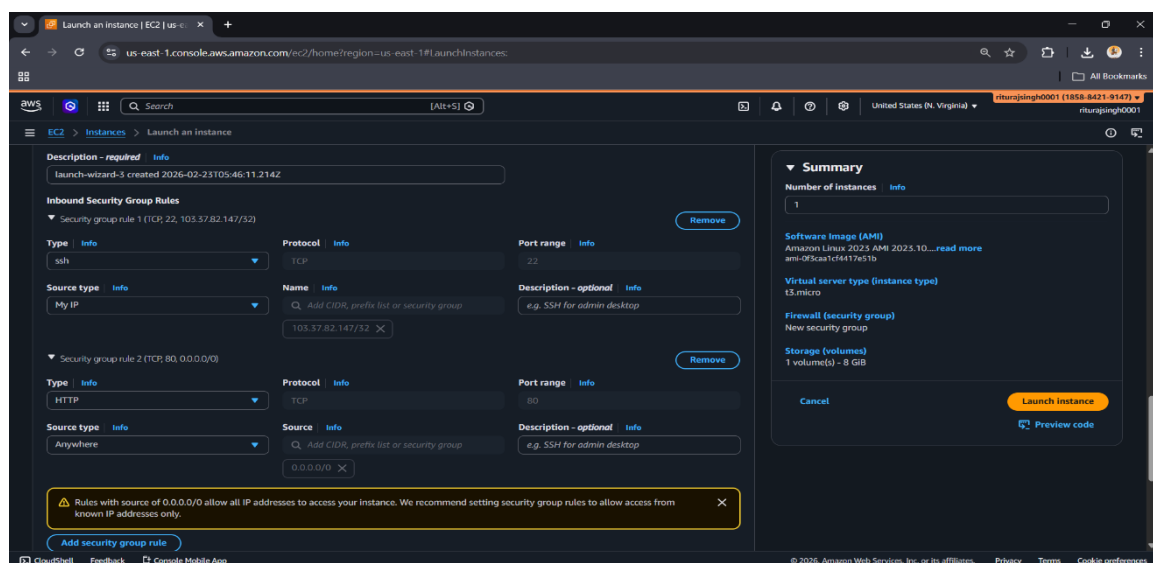 Launch an instance | EC2 | us-e
us-east-1.console.aws.amazon.com/ec2/home?region=us-east-1#LaunchInstances:
All Bookmarks
aws
Search
[Alt+S]
United States (N. Virginia)
riturajsingh0001 (1858-8421-9147)
riturajsingh0001
EC2 > Instances > Launch an instance
Description - required | Info
launch-wizard-3 created 2026-02-23T05:46:11.214Z
Inbound Security Group Rules
Security group rule 1 (TCP, 22, 103.37.82.147/32)
Remove
Type | Info
Protocol | Info
Port range | Info
ssh
TCP
22
Source type | Info
Name | Info
Description - optional | Info
My IP
Add CIDR, prefix list or security group
e.g. SSH for admin desktop
103.37.82.147/32
Security group rule 2 (TCP, 80, 0.0.0.0/0)
Remove
Type | Info
Protocol | Info
Port range | Info
HTTP
TCP
80
Source type | Info
Source | Info
Description - optional | Info
Anywhere
Add CIDR, prefix list or security group
e.g. SSH for admin desktop
0.0.0.0/0
Rules with source of 0.0.0.0/0 allow all IP addresses to access your instance. We recommend setting security group rules to allow access from
known IP addresses only.
Add security group rule
Summary
Number of instances | Info
1
Software Image (AMI)
Amazon Linux 2023 AMI 2023.10....read more
ami-0f3caa1cf4417e51b
Virtual server type (instance type)
t3.micro
Firewall (security group)
New security group
Storage (volumes)
1 volume(s) - 8 GiB
Cancel
Launch instance
Preview code
CloudShell
Feedback
Console Mobile App
© 2026, Amazon Web Services, Inc. or its affiliates.
Privacy
Terms
Cookie preferences